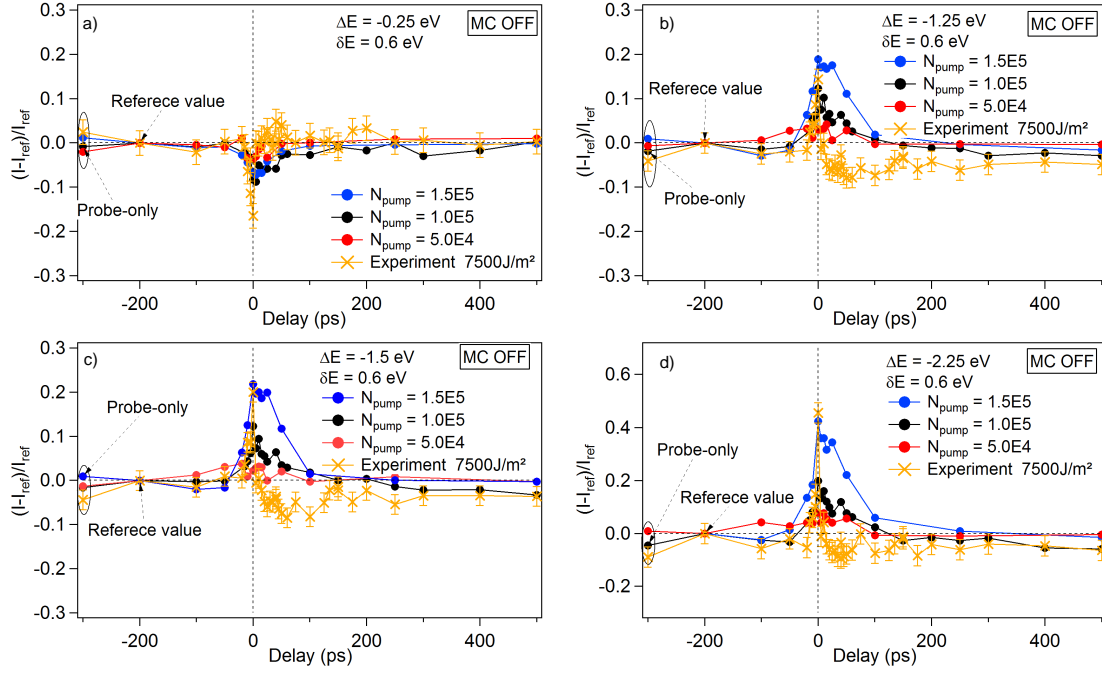 a)
ΔE = -0.25 eV
δE = 0.6 eV
MC OFF
Referece value
Probe-only
N_pump = 1.5E5
N_pump = 1.0E5
N_pump = 5.0E4
Experiment 7500J/m²
(I-I_ref)/I_ref
0.3
0.2
0.1
0.0
-0.1
-0.2
-0.3
-200
0
200
400
Delay (ps)
b)
ΔE = -1.25 eV
δE = 0.6 eV
MC OFF
N_pump = 1.5E5
N_pump = 1.0E5
N_pump = 5.0E4
Experiment 7500J/m²
Referece value
Probe-only
(I-I_ref)/I_ref
0.3
0.2
0.1
0.0
-0.1
-0.2
-0.3
-200
0
200
400
Delay (ps)
c)
ΔE = -1.5 eV
δE = 0.6 eV
MC OFF
N_pump = 1.5E5
N_pump = 1.0E5
N_pump = 5.0E4
Experiment 7500J/m²
Probe-only
Referece value
(I-I_ref)/I_ref
0.3
0.2
0.1
0.0
-0.1
-0.2
-0.3
-200
0
200
400
Delay (ps)
d)
ΔE = -2.25 eV
δE = 0.6 eV
MC OFF
N_pump = 1.5E5
N_pump = 1.0E5
N_pump = 5.0E4
Experiment 7500J/m²
Probe-only
Referece value
(I-I_ref)/I_ref
0.6
0.4
0.2
0.0
-0.2
-200
0
200
400
Delay (ps)